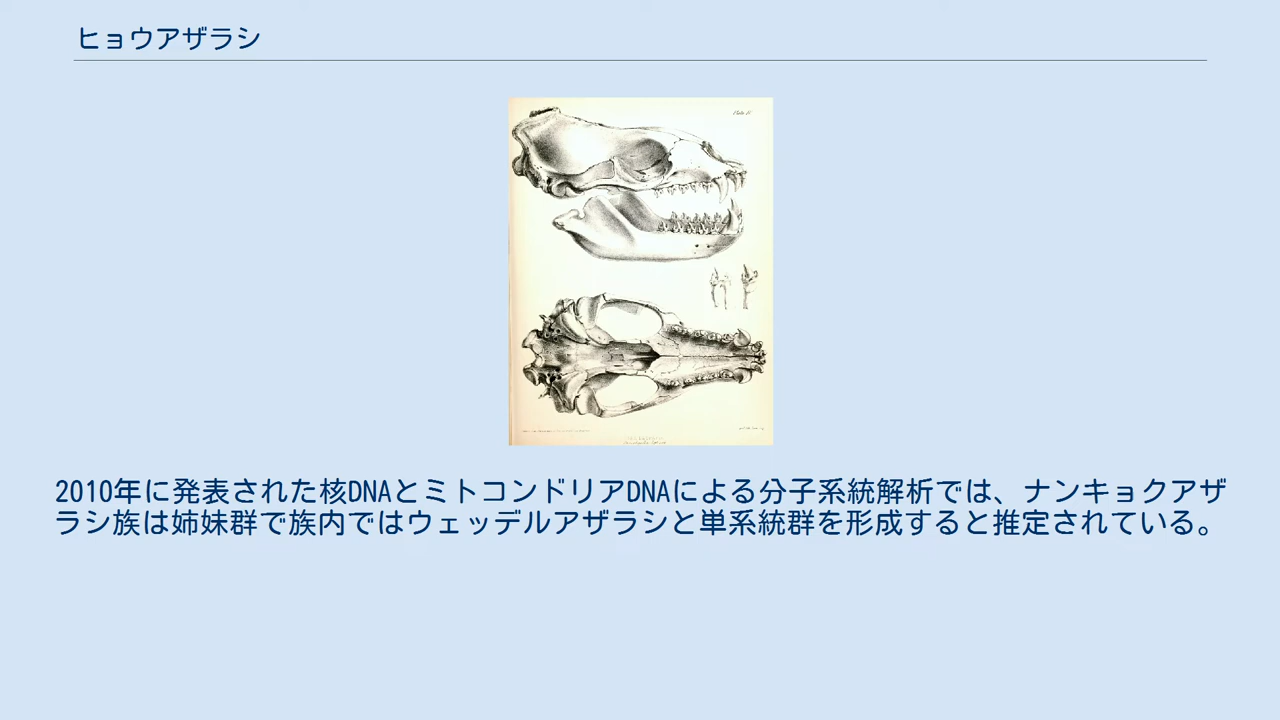 ヒョウアザラシ
2010年に発表された核DNAとミトコンドリアDNAによる分子系統解析では、ナンキョクアザ
ラシ族は姉妹群で族内ではウェッデルアザラシと単系統群を形成すると推定されている。